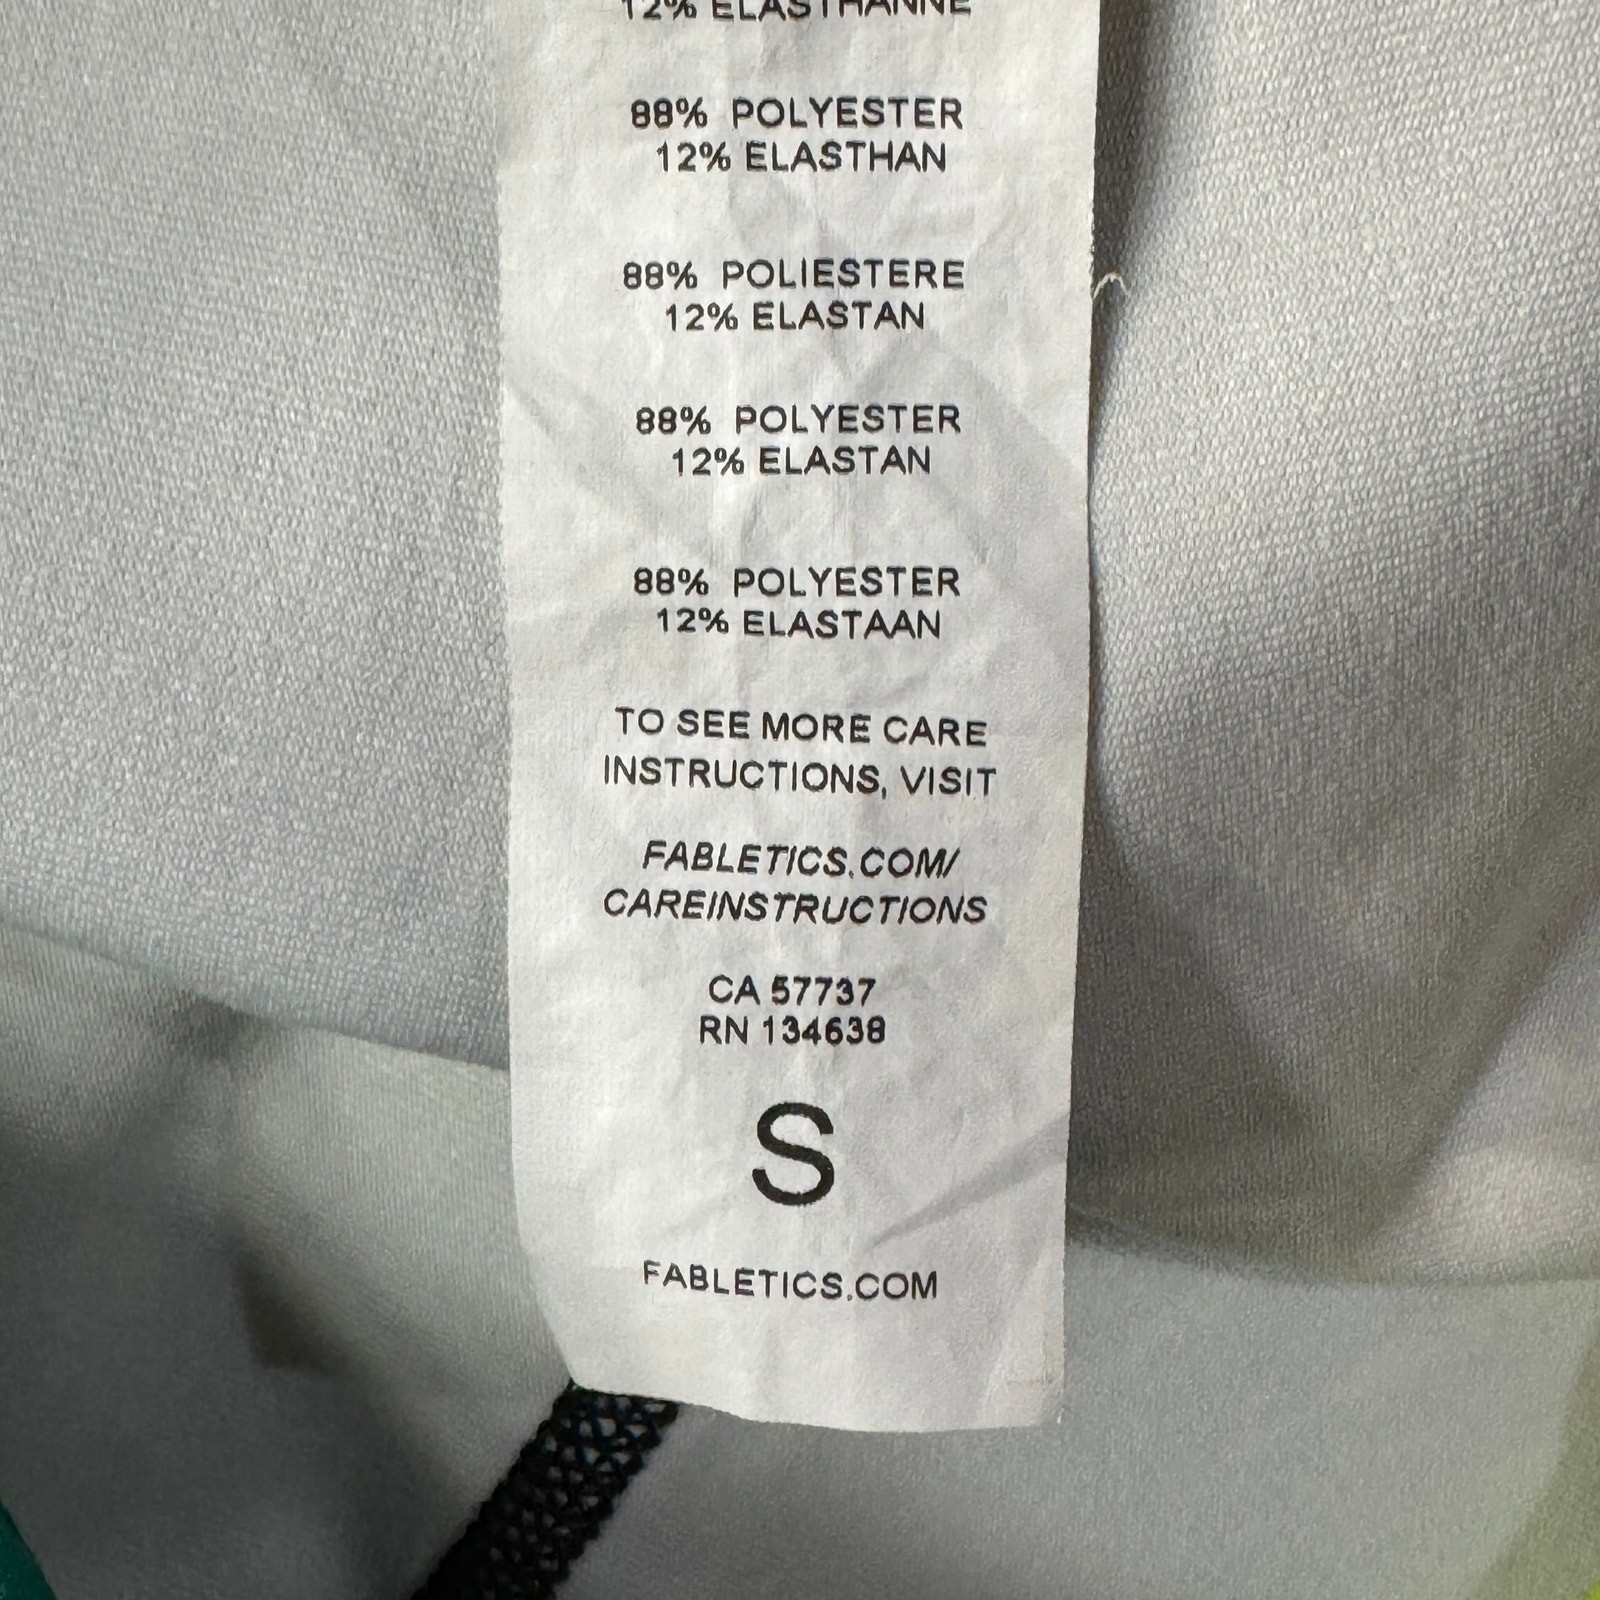 12% ELASTHANNE
88% POLYESTER
12% ELASTHAN
88% POLIESTERE
12% ELASTAN
88% POLYESTER
12% ELASTAN
88% POLYESTER
12% ELASTAAN
TO SEE MORE CARE
INSTRUCTIONS, VISIT
FABLETICS.COM/
CAREINSTRUCTIONS
CA 57737
RN 134638
S
FABLETICS.COM